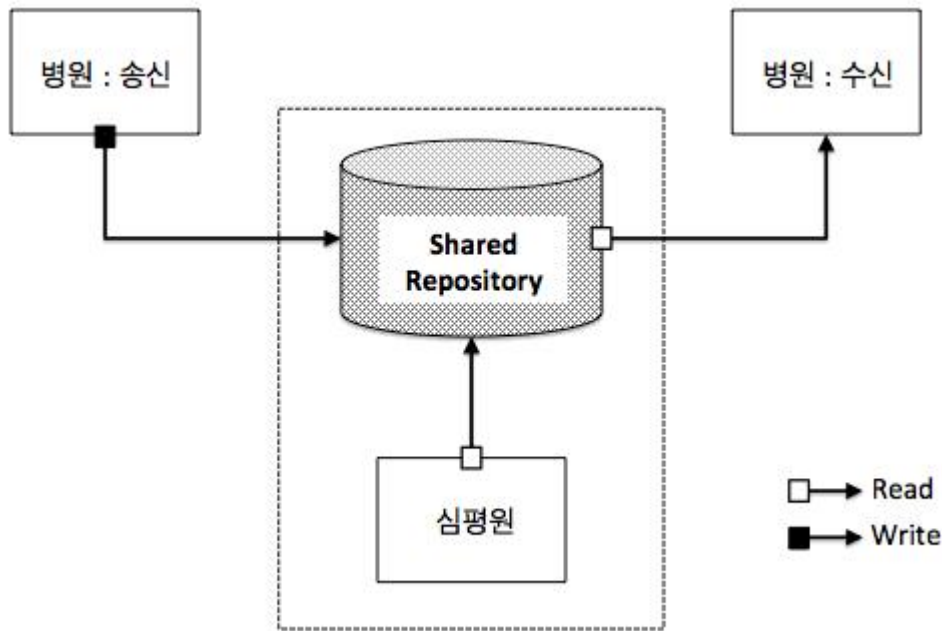 병원 : 송신
병원 : 수신
Shared
Repository
심평원
Read
Write